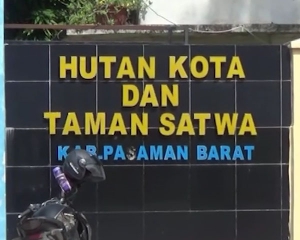 HUTAN KOTA
DAN
TAMAN SATWA
KAB.PASAMAN BARAT